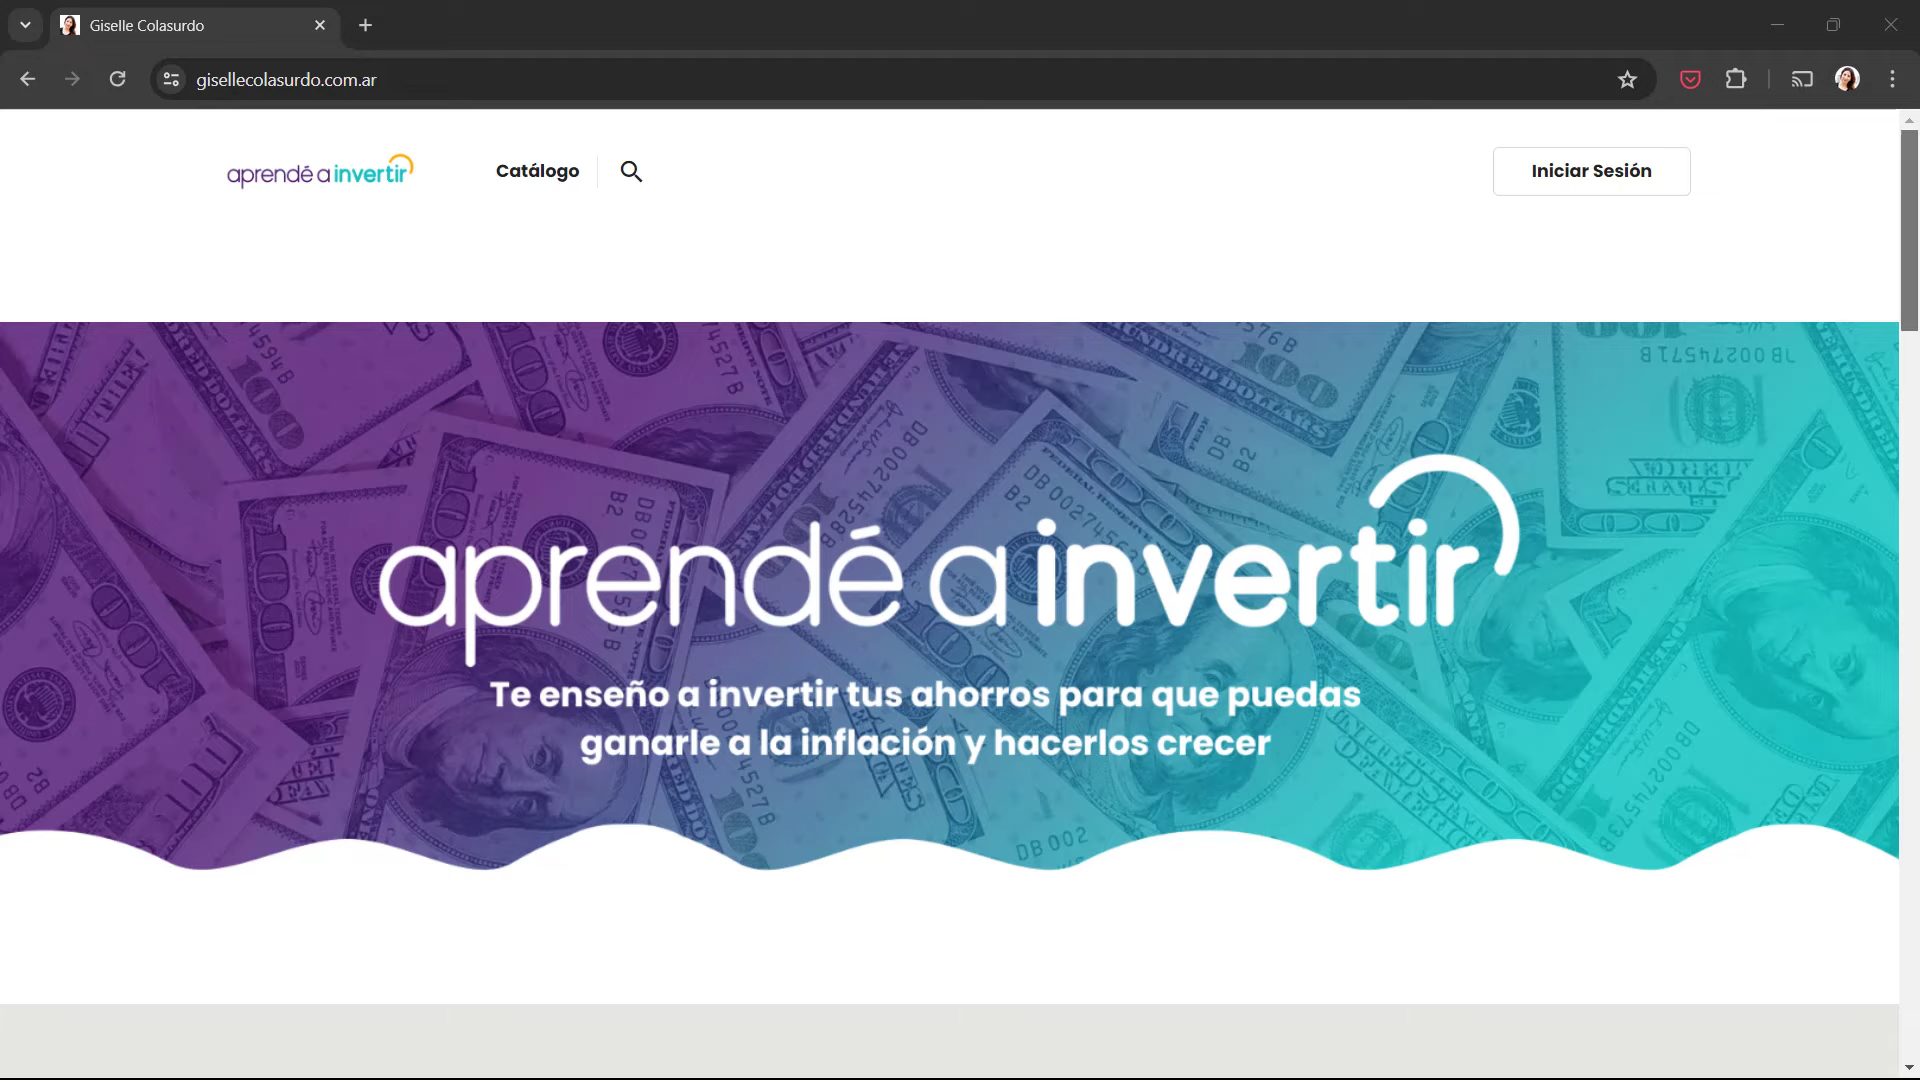 Giselle Colasurdo
gisellecolasurdo.com.ar
aprendé a invertir
Catálogo
Iniciar Sesión
aprendé a invertir
Te enseño a invertir tus ahorros para que puedas
ganarle a la inflación y hacerlos crecer